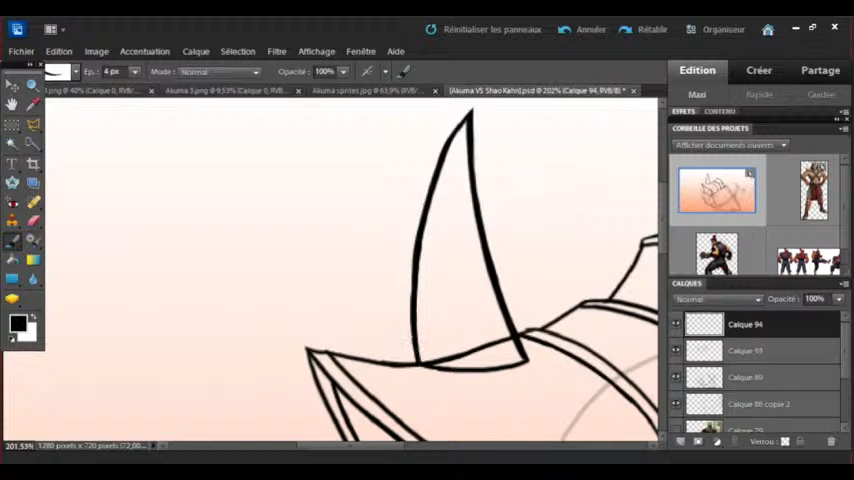 Réinitialiser les panneaux Annuler Rétablir Organiseur
Fichier Edition Image Accentuation Calque Sélection Filtre Affichage Fenêtre Aide
Edition Créer Partage
Ep.: 4 px Mode: Normal Opacité: 100%
Maxi Rapide Guidée
.png @ 40% (Calque 0, RVB/... Akuma 3.png @ 9,53% (Calque 0, RVB/... Akuma sprites.jpg @ 63,9% (RVB/... [Akuma VS Shao Kahn].psd @ 202% (Calque 94, RVB/8) *
EFFETS CONTENU
CORBEILLE DES PROJETS
Afficher documents ouverts
CALQUES
Normal Opacité: 100%
Calque 94
Calque 93
Calque 89
Calque 88 copie 2
Calque 79
Verrou:
201,53% 1280 pixels x 720 pixels (72,00...